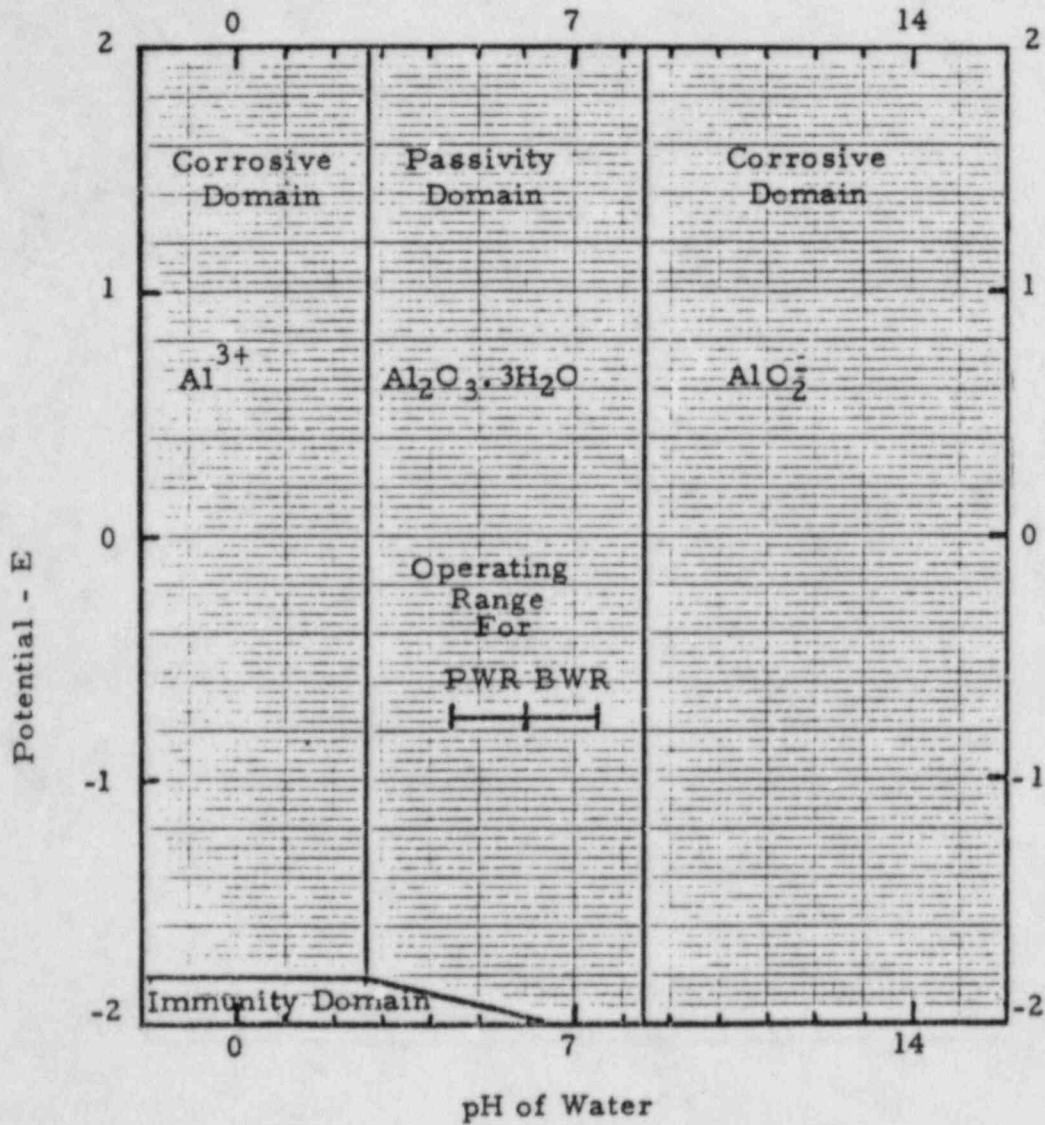 0 7 14
2 2
Corrosive Domain
Passivity Domain
Corrosive Domain
1 1
Al³⁺
Al₂O₃.3H₂O
AlO₂⁻
0 0
Operating
Range
For
PWR BWR
Potential - E
-1 -1
Immunity Domain
-2 -2
0 7 14
pH of Water